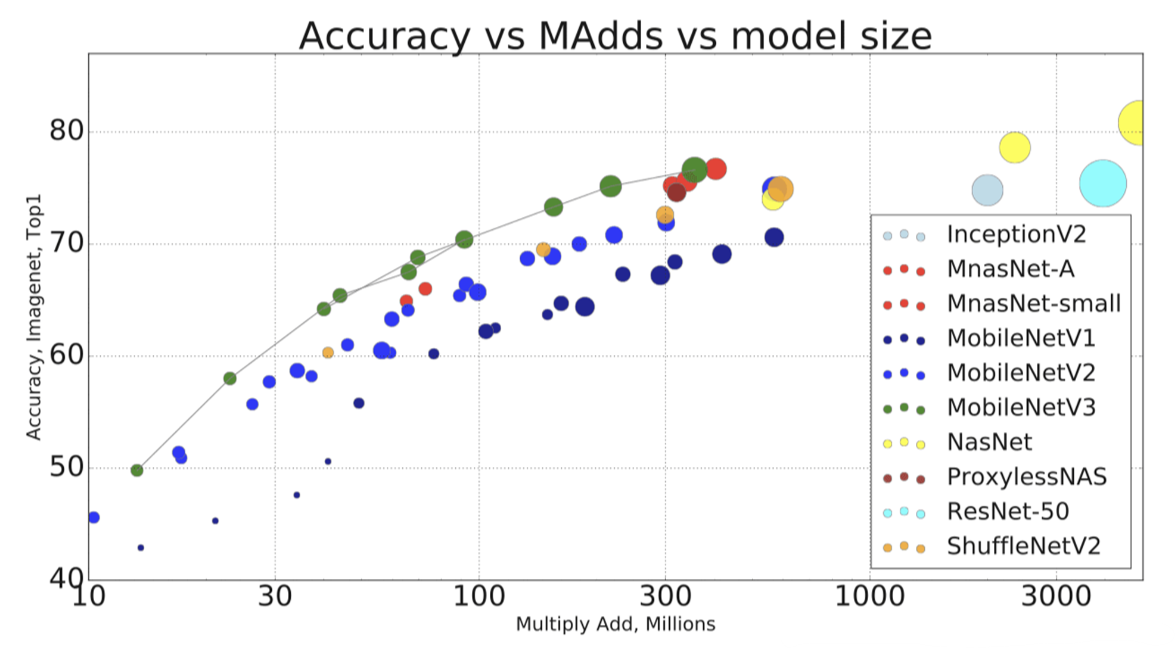 Accuracy vs MAdds vs model size
Accuracy, Imagenet, Top1
80
70
60
50
40
10
30
100
300
1000
3000
Multiply Add, Millions
InceptionV2
MnasNet-A
MnasNet-small
MobileNetV1
MobileNetV2
MobileNetV3
NasNet
ProxylessNAS
ResNet-50
ShuffleNetV2